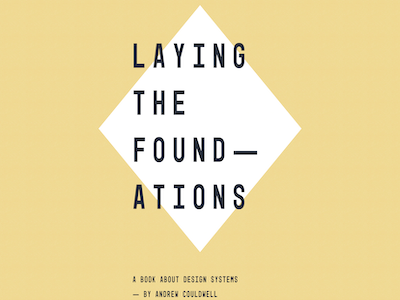 LAYING
THE
FOUND—
ATIONS
A BOOK ABOUT DESIGN SYSTEMS
— BY ANDREW COULDWELL